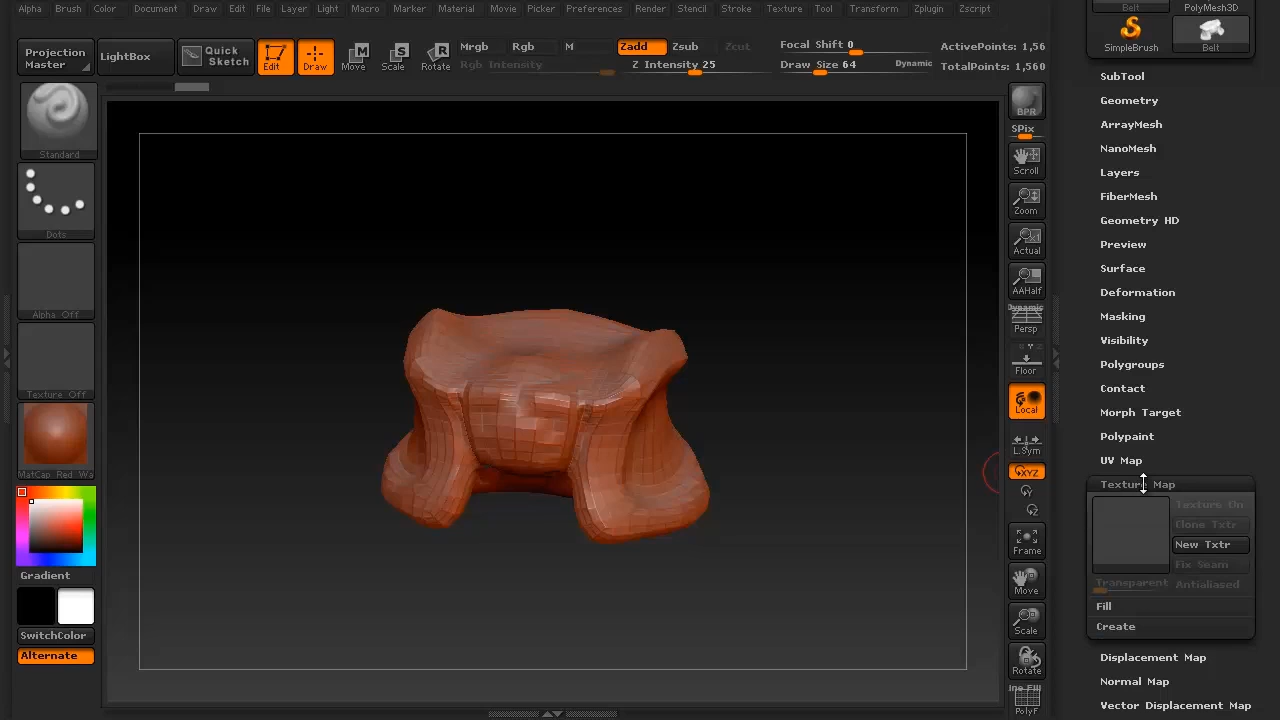 Alpha Brush Color Document Draw Edit File Layer Light Macro Marker Material Movie Picker Preferences Render Stencil Stroke Texture Tool Transform Zplugin Zscript
Belt PolyMesh3D
SimpleBrush Belt
Projection
Master
LightBox
Quick
Sketch
Edit Draw Move Scale Rotate
Mrgb Rgb M
Rgb Intensity
Zadd Zsub Zcut
Z Intensity 25
Focal Shift 0
Draw Size 64 Dynamic
ActivePoints: 1,56
TotalPoints: 1,560
Standard
Dots
Alpha Off
Texture Off
MatCap Red Wa
Gradient
SwitchColor
Alternate
BPR
SPix
Scroll
Zoom
Actual
AAHalf
Dynamic
Persp
Floor
Local
L.Sym
XYZ
Y
Z
Frame
Move
Scale
Rotate
PolyF
SubTool
Geometry
ArrayMesh
NanoMesh
Layers
FiberMesh
Geometry HD
Preview
Surface
Deformation
Masking
Visibility
Polygroups
Contact
Morph Target
Polypaint
UV Map
Texture Map
Texture On
Clone Txtr
New Txtr
Fix Seam
Transparent Antialiased
Fill
Create
Displacement Map
Normal Map
Vector Displacement Map